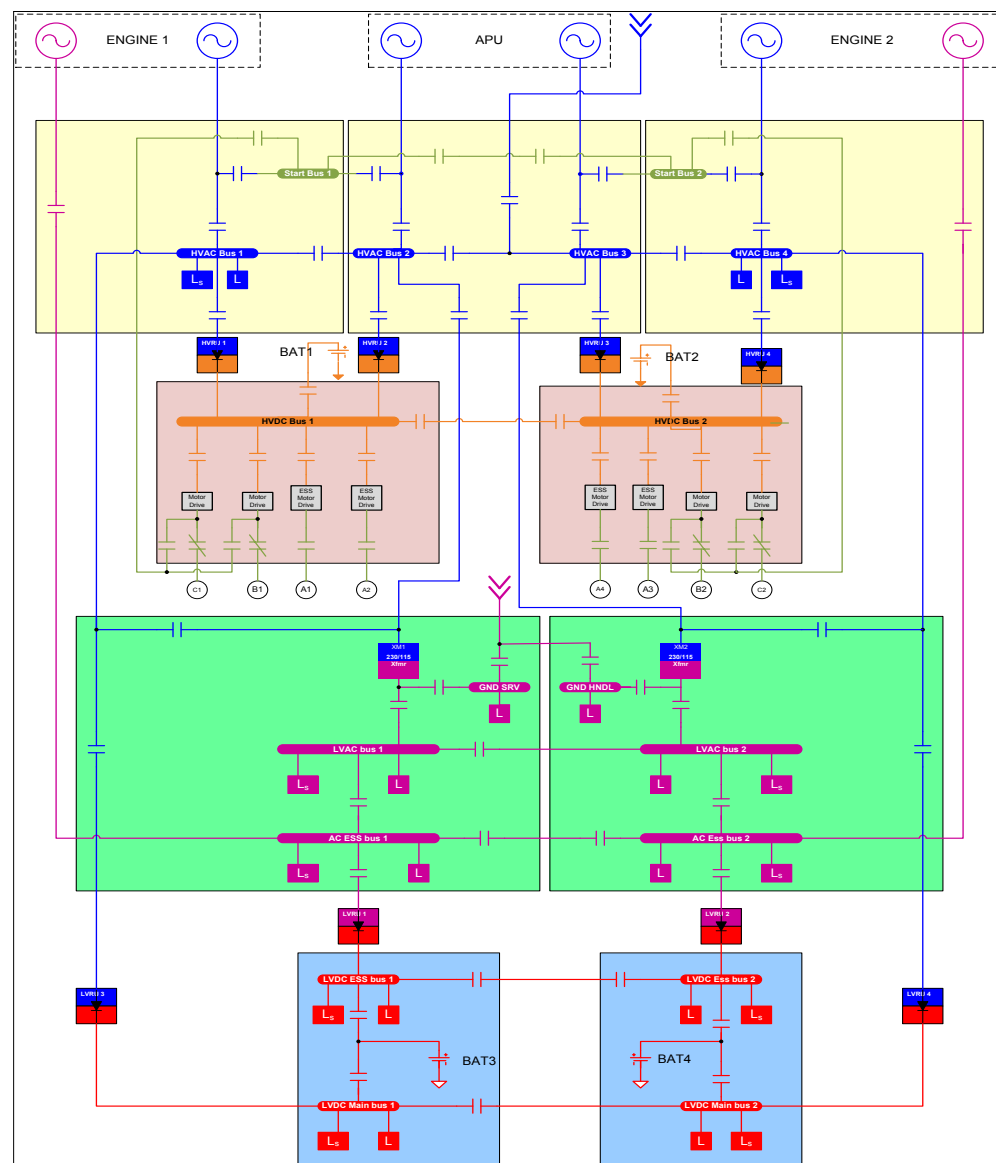 ENGINE 1
APU
ENGINE 2
Start Bus 1
Start Bus 2
HVAC Bus 1
HVAC Bus 2
HVAC Bus 3
HVAC Bus 4
Ls
L
L
Ls
HVRU 1
HVRU 2
HVRU 3
HVRU 4
BAT1
BAT2
HVDC Bus 1
HVDC Bus 2
Motor
Drive
Motor
Drive
ESS
Motor
Drive
ESS
Motor
Drive
ESS
Motor
Drive
ESS
Motor
Drive
Motor
Drive
Motor
Drive
C1
B1
A1
A2
A4
A3
B2
C2
XM1
230/115
Xfmr
XM2
230/115
Xfmr
GND SRV
GND HNDL
L
L
LVAC bus 1
LVAC bus 2
Ls
L
L
Ls
AC ESS bus 1
AC Ess bus 2
Ls
L
L
Ls
LVRU 1
LVRU 2
LVDC ESS bus 1
LVDC Ess bus 2
LVRU 3
LVRU 4
Ls
L
L
Ls
BAT3
BAT4
LVDC Main bus 1
LVDC Main bus 2
Ls
L
L
Ls